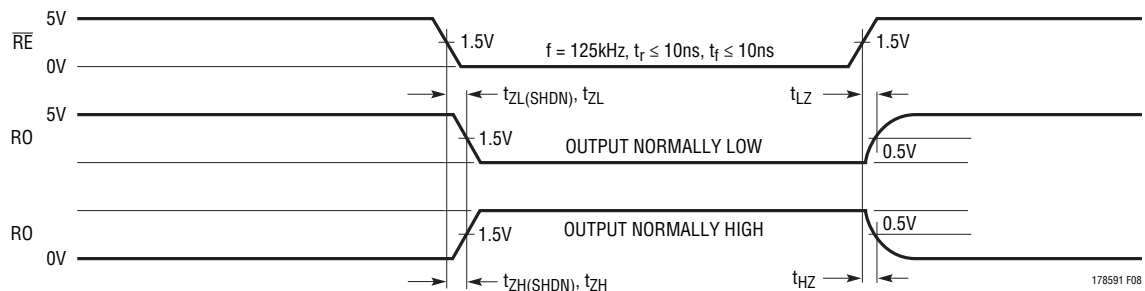 5V
RE
1.5V
f = 125kHz, tr ≤ 10ns, tf ≤ 10ns
1.5V
0V
tZL(SHDN), tZL
tLZ
5V
RO
1.5V
OUTPUT NORMALLY LOW
0.5V
RO
1.5V
OUTPUT NORMALLY HIGH
0.5V
0V
tZH(SHDN), tZH
tHZ
178591 F08